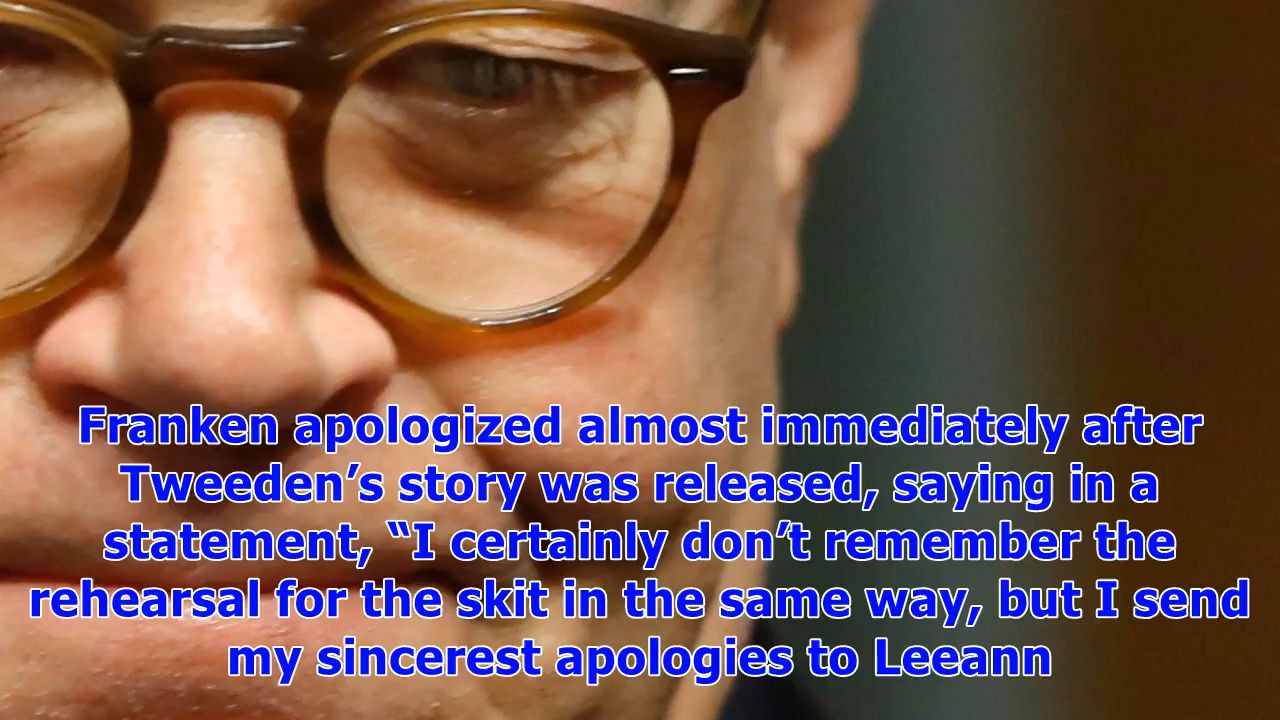 Franken apologized almost immediately after
Tweeden’s story was released, saying in a
statement, “I certainly don’t remember the
rehearsal for the skit in the same way, but I send
my sincerest apologies to Leeann